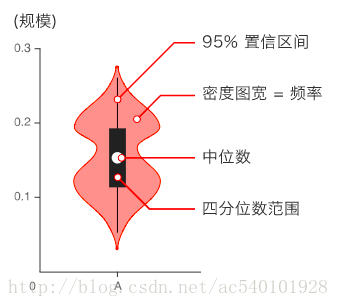 (规模)
0.3
95% 置信区间
密度图宽 = 频率
0.2
中位数
0.1
四分位数范围
0
A
http://blog.csdn.net/ac540101928